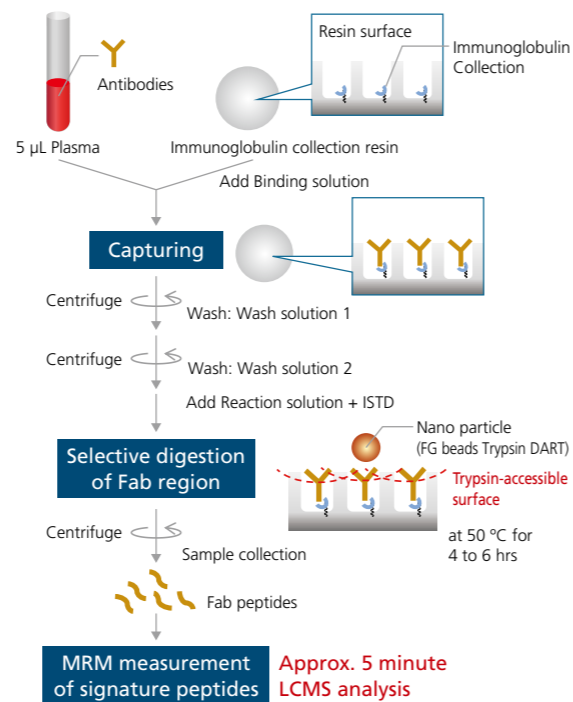 Resin surface
Immunoglobulin
Collection
Antibodies
5 µL Plasma
Immunoglobulin collection resin
Add Binding solution
Capturing
Centrifuge
Wash: Wash solution 1
Centrifuge
Wash: Wash solution 2
Add Reaction solution + ISTD
Nano particle
(FG beads Trypsin DART)
Selective digestion
of Fab region
Trypsin-accessible
surface
at 50 ºC for
4 to 6 hrs
Centrifuge
Sample collection
Fab peptides
MRM measurement
of signature peptides
Approx. 5 minute
LCMS analysis